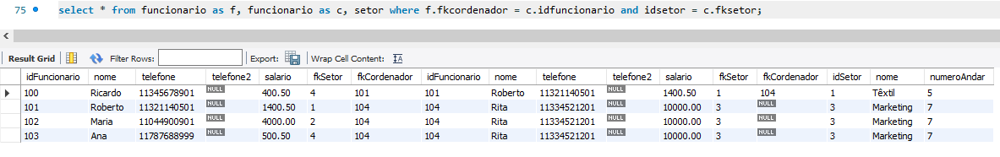 75 select * from funcionario as f, funcionario as c, setor where f.fkcordenador = c.idfuncionario and idsetor = c.fksetor;
Result Grid Filter Rows: Export: Wrap Cell Content: IA
idFuncionario nome telefone telefone2 salario fkSetor fkCordenador idFuncionario nome telefone telefone2 salario fkSetor fkCordenador idSetor nome numeroAndar
100 Ricardo 11345678901 NULL 400.50 4 101 101 Roberto 11321140501 NULL 1400.50 1 104 1 Têxtil 5
101 Roberto 11321140501 NULL 1400.50 1 104 104 Rita 11334521201 NULL 10000.00 3 NULL 3 Marketing 7
102 Maria 11044900901 NULL 4000.00 2 104 104 Rita 11334521201 NULL 10000.00 3 NULL 3 Marketing 7
103 Ana 11787688999 NULL 500.50 4 104 104 Rita 11334521201 NULL 10000.00 3 NULL 3 Marketing 7